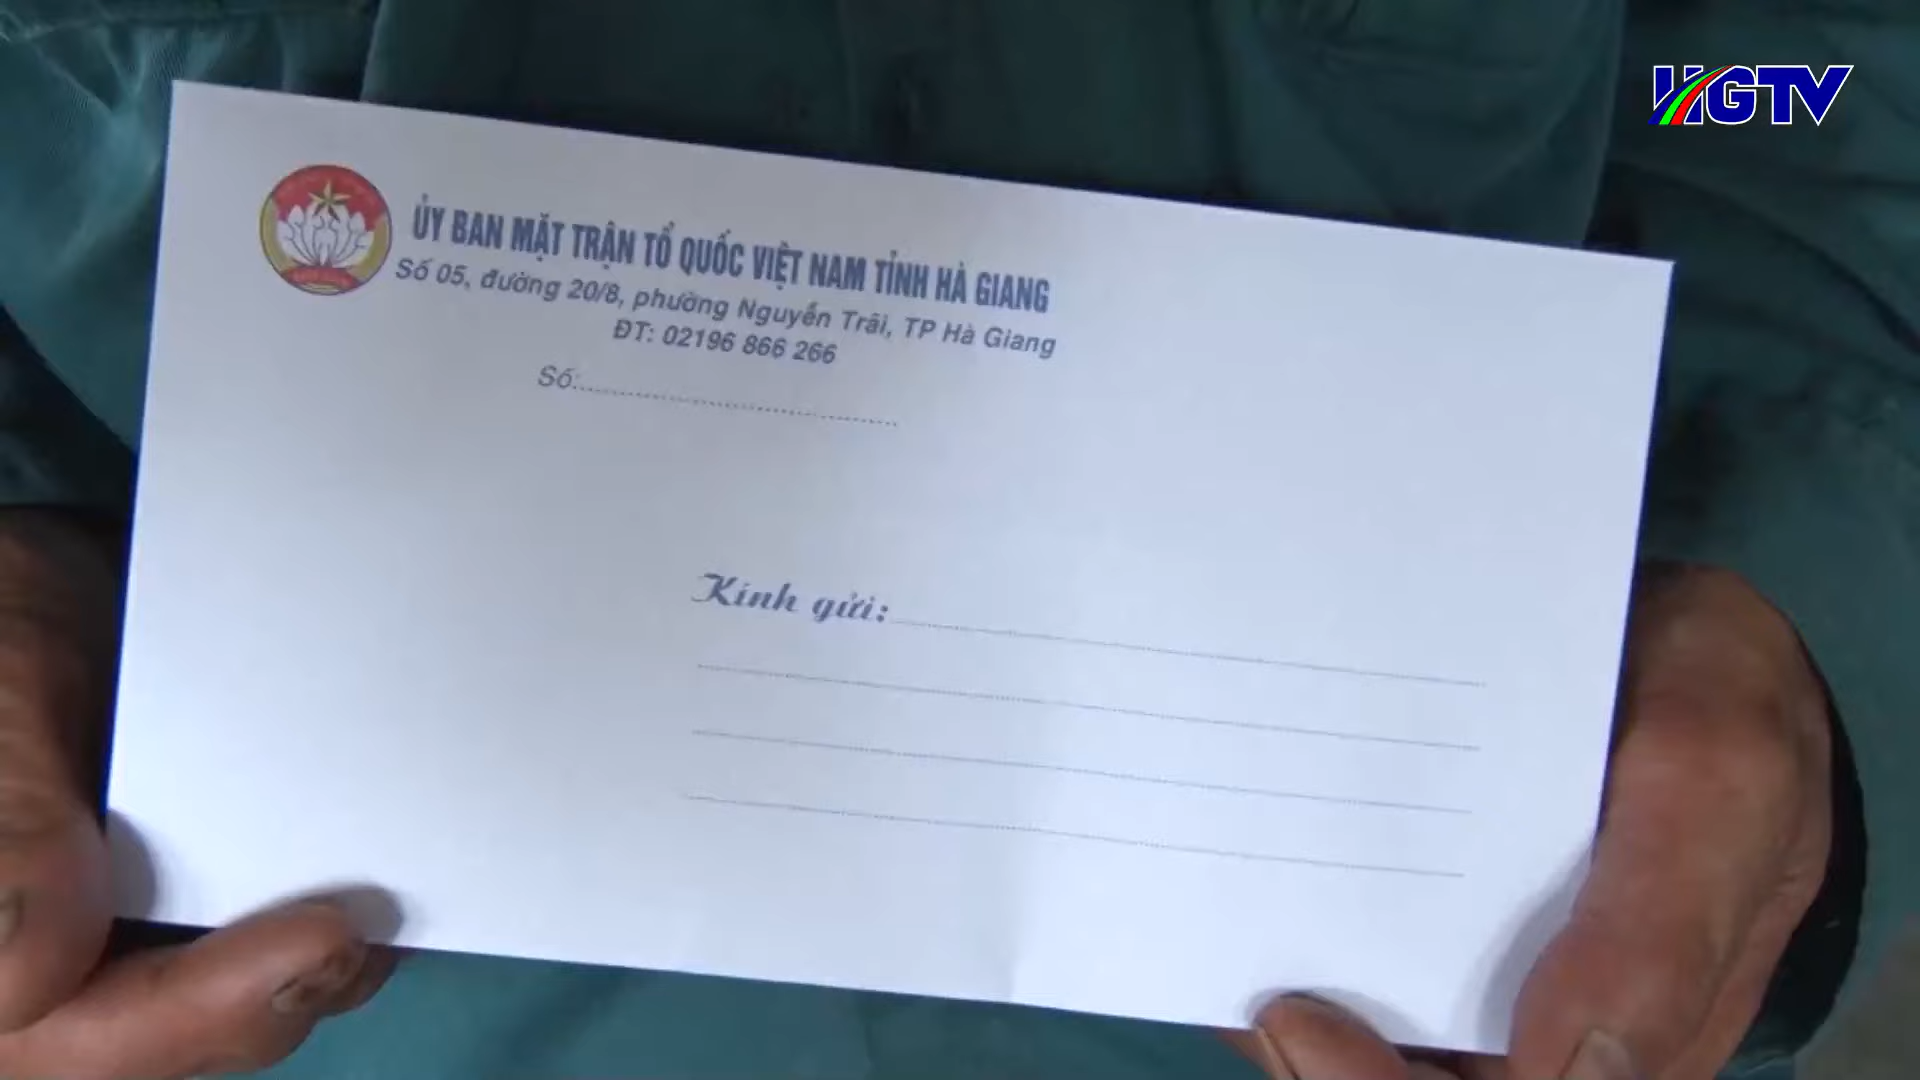 HGTV
ỦY BAN MẶT TRẬN TỔ QUỐC VIỆT NAM TỈNH HÀ GIANG
Số 05, đường 20/8, phường Nguyễn Trãi, TP Hà Giang
ĐT: 02196 866 266
Số:
Kính gửi: